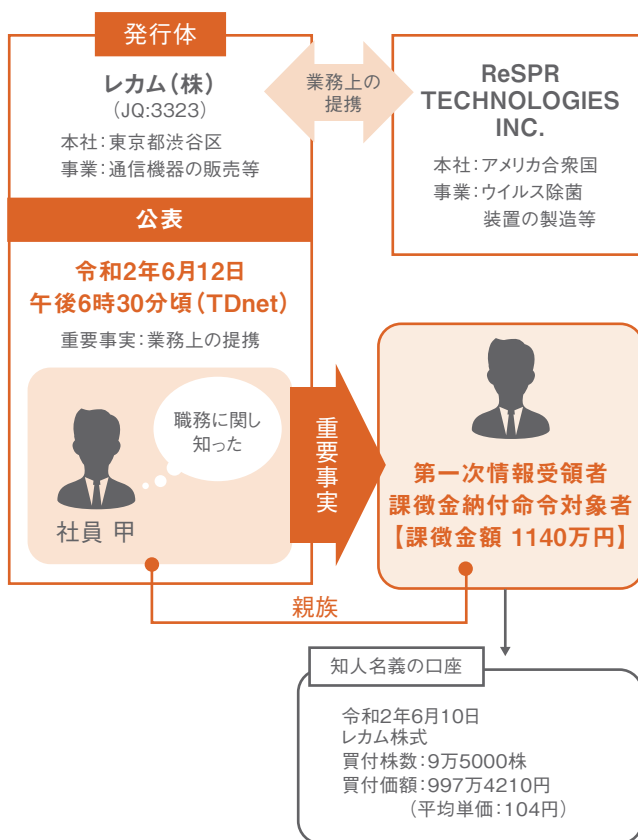 発行体
レカム(株)
(JQ:3323)
本社:東京都渋谷区
事業:通信機器の販売等
業務上の
提携
ReSPR
TECHNOLOGIES
INC.
本社:アメリカ合衆国
事業:ウイルス除菌
装置の製造等
公表
令和2年6月12日
午後6時30分頃(TDnet)
重要事実:業務上の提携
職務に関し
知った
社員 甲
重要事実
第一次情報受領者
課徴金納付命令対象者
【課徴金額 1140万円】
親族
知人名義の口座
令和2年6月10日
レカム株式
買付株数:9万5000株
買付価額:997万4210円
(平均単価:104円)